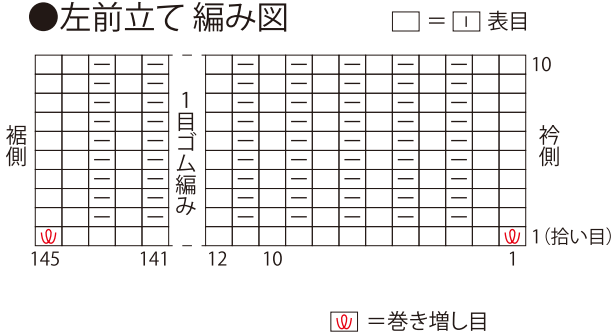 ●左前立て 編み図
□ = 表目
10
1目ゴム編み
裾側
衿側
1(拾い目)
145 141 12 10 1
=巻き増し目